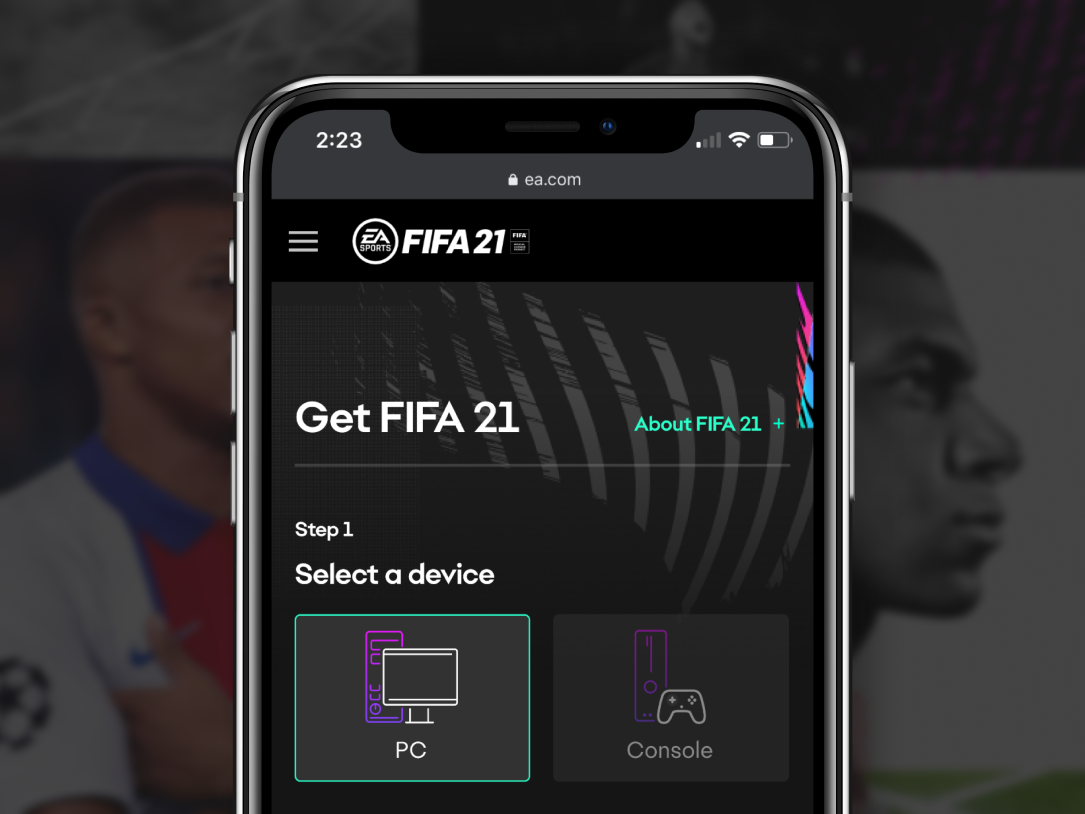 2:23
ea.com
EA SPORTS FIFA 21 FIFA
Get FIFA 21
About FIFA 21 +
Step 1
Select a device
PC
Console